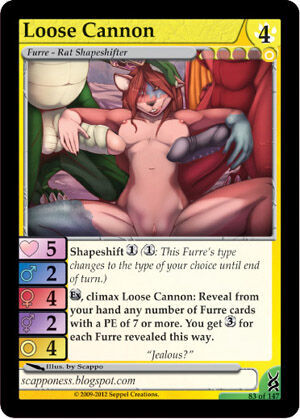 Loose Cannon
4
Furre - Rat Shapeshifter
5
2
4
2
4
Shapeshift 1 (1: This Furre's type
changes to the type of your choice until end
of turn.)
, climax Loose Cannon: Reveal from
your hand any number of Furre cards
with a PE of 7 or more. You get 3 for
each Furre revealed this way.
"Jealous?"
Illus. by Scappo
scapponess.blogspot.com
83 of 147
©2009-2012 Seppel Creations.